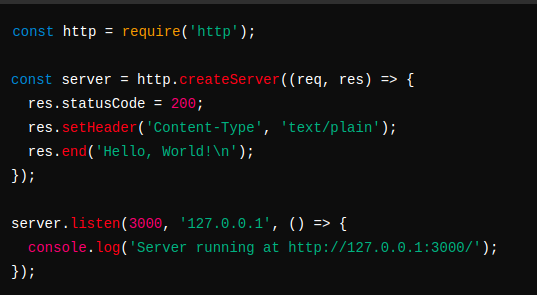 const http = require('http');

const server = http.createServer((req, res) => {
  res.statusCode = 200;
  res.setHeader('Content-Type', 'text/plain');
  res.end('Hello, World!\n');
});

server.listen(3000, '127.0.0.1', () => {
  console.log('Server running at http://127.0.0.1:3000/');
});